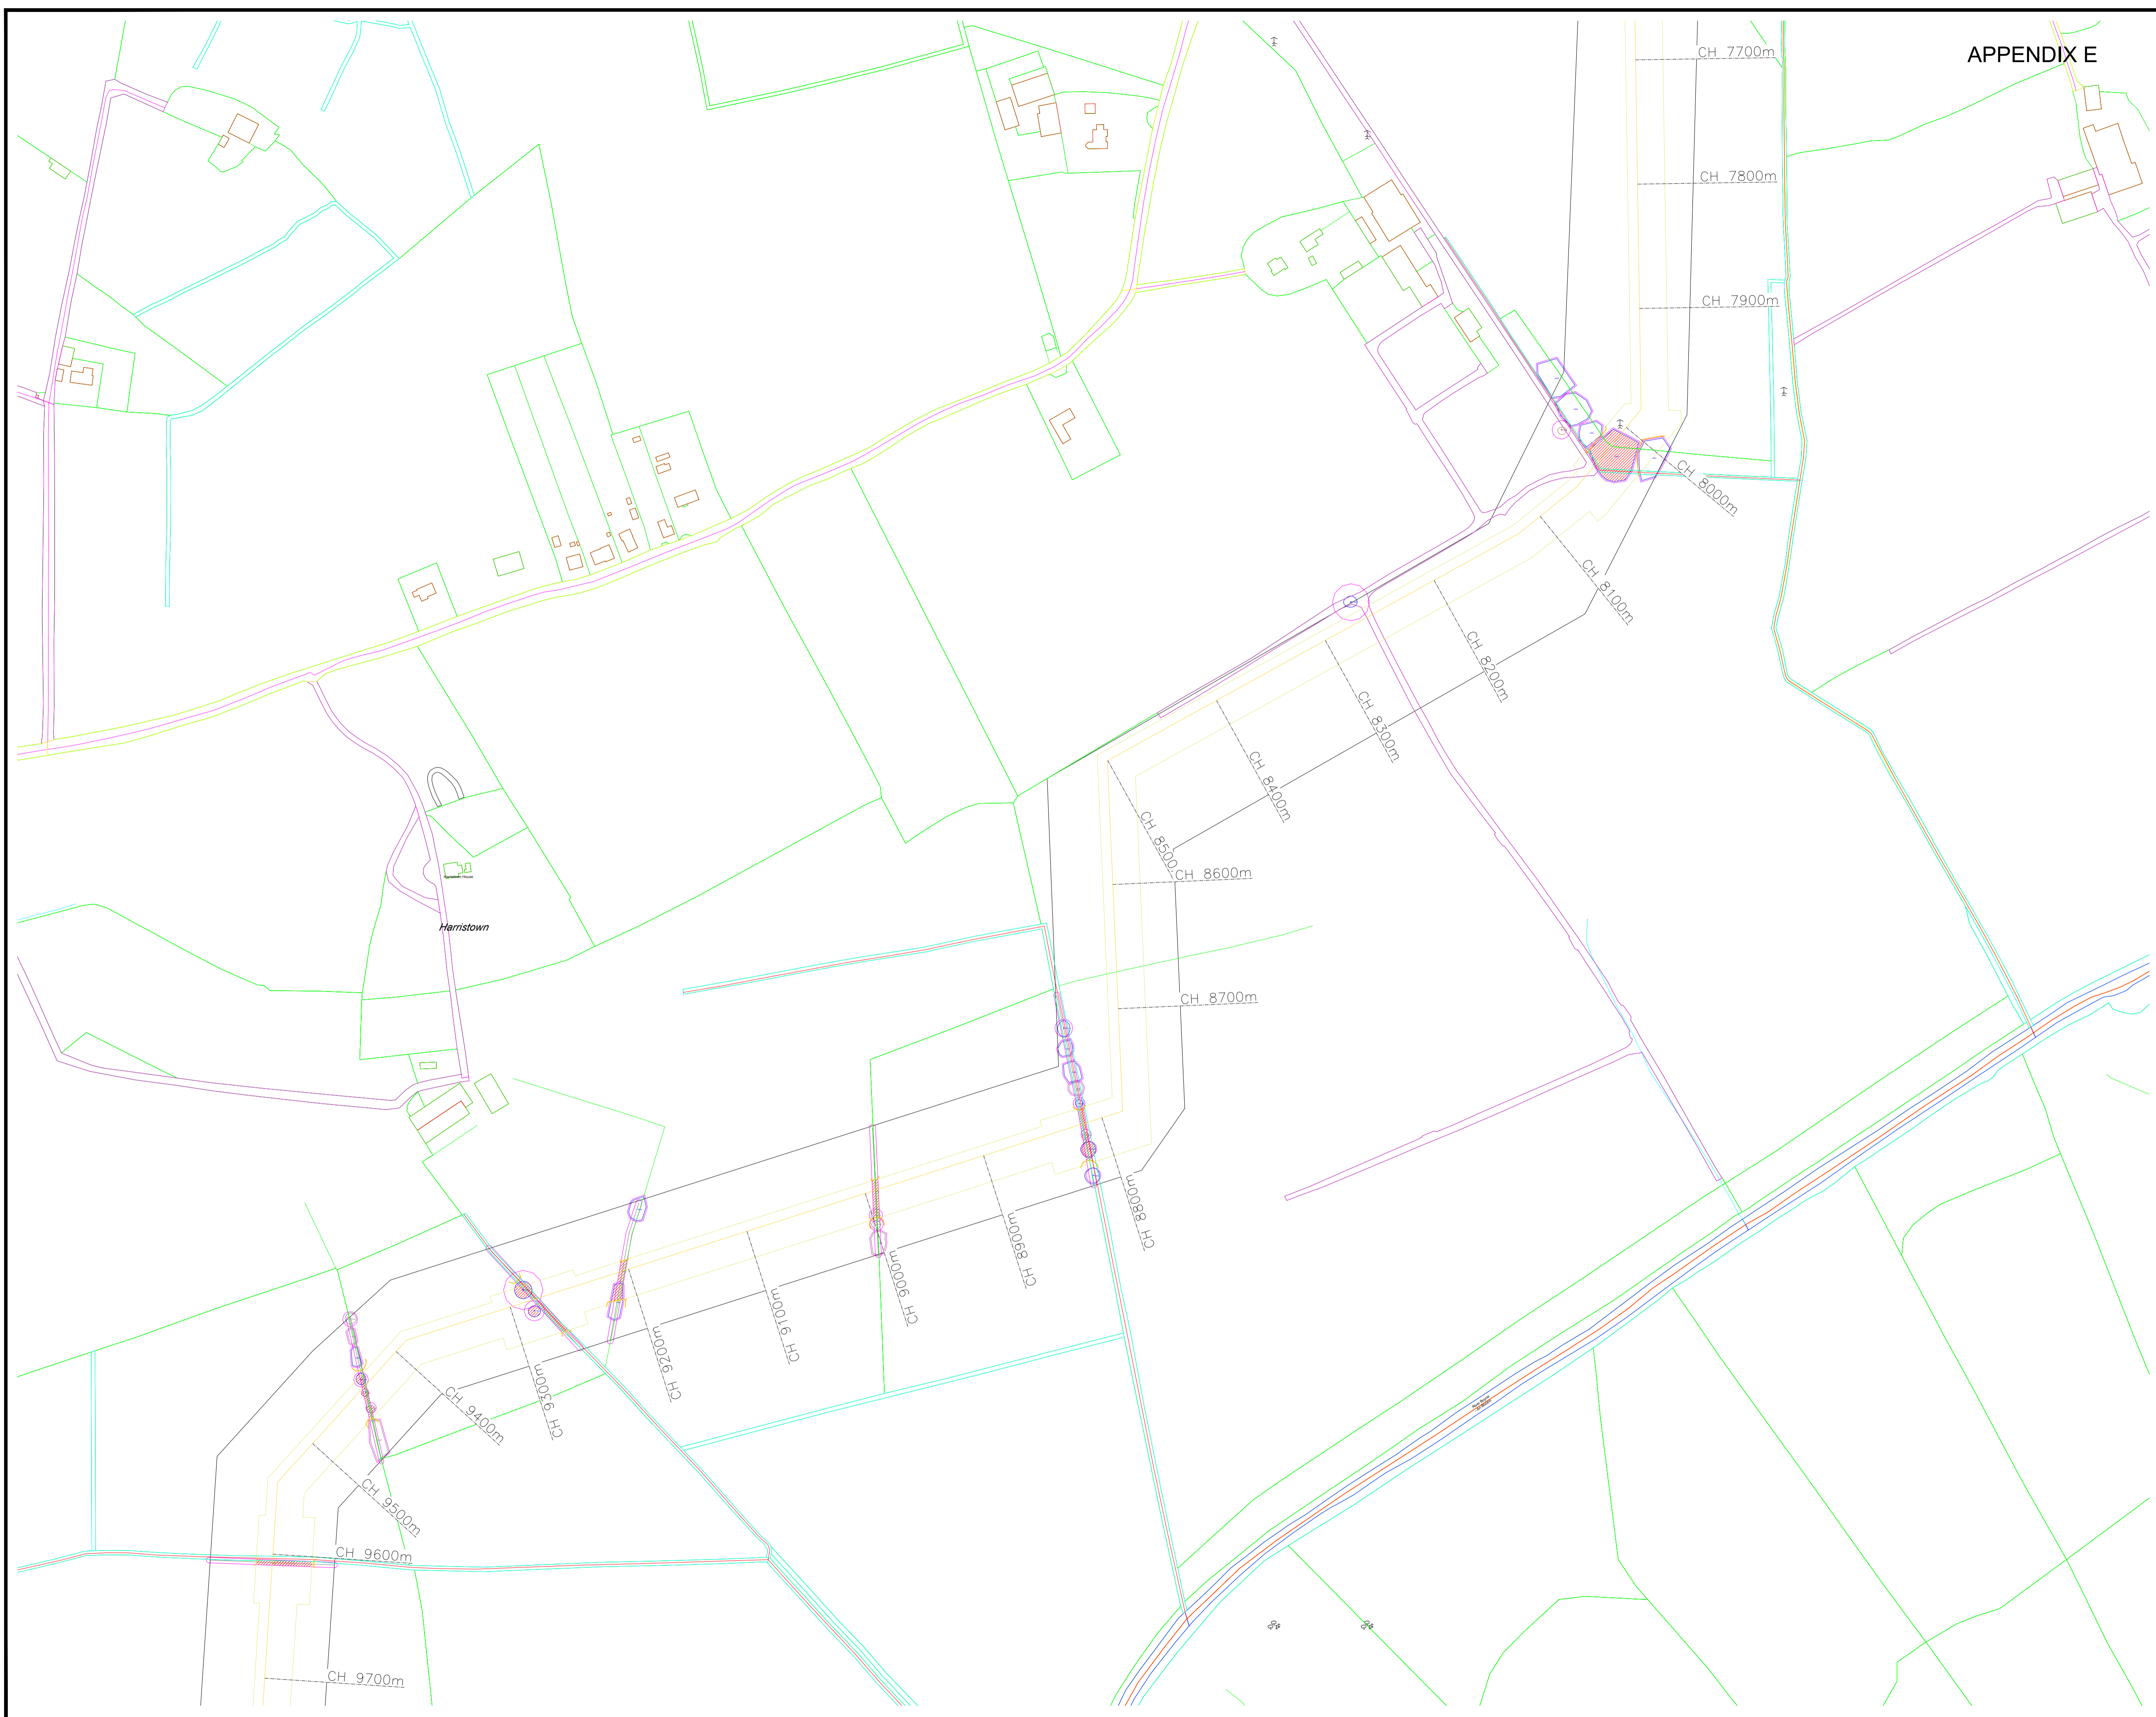 APPENDIX E
CH 7700m
CH 7800m
CH 7900m
CH 8000m
CH 8100m
CH 8200m
CH 8300m
CH 8400m
CH 8500
CH 8600m
CH 8700m
CH 8800m
CH 8900m
CH 9000m
CH 9100m
CH 9200m
CH 9300m
CH 9400m
CH 9500m
CH 9600m
CH 9700m
Harristown House
Harristown